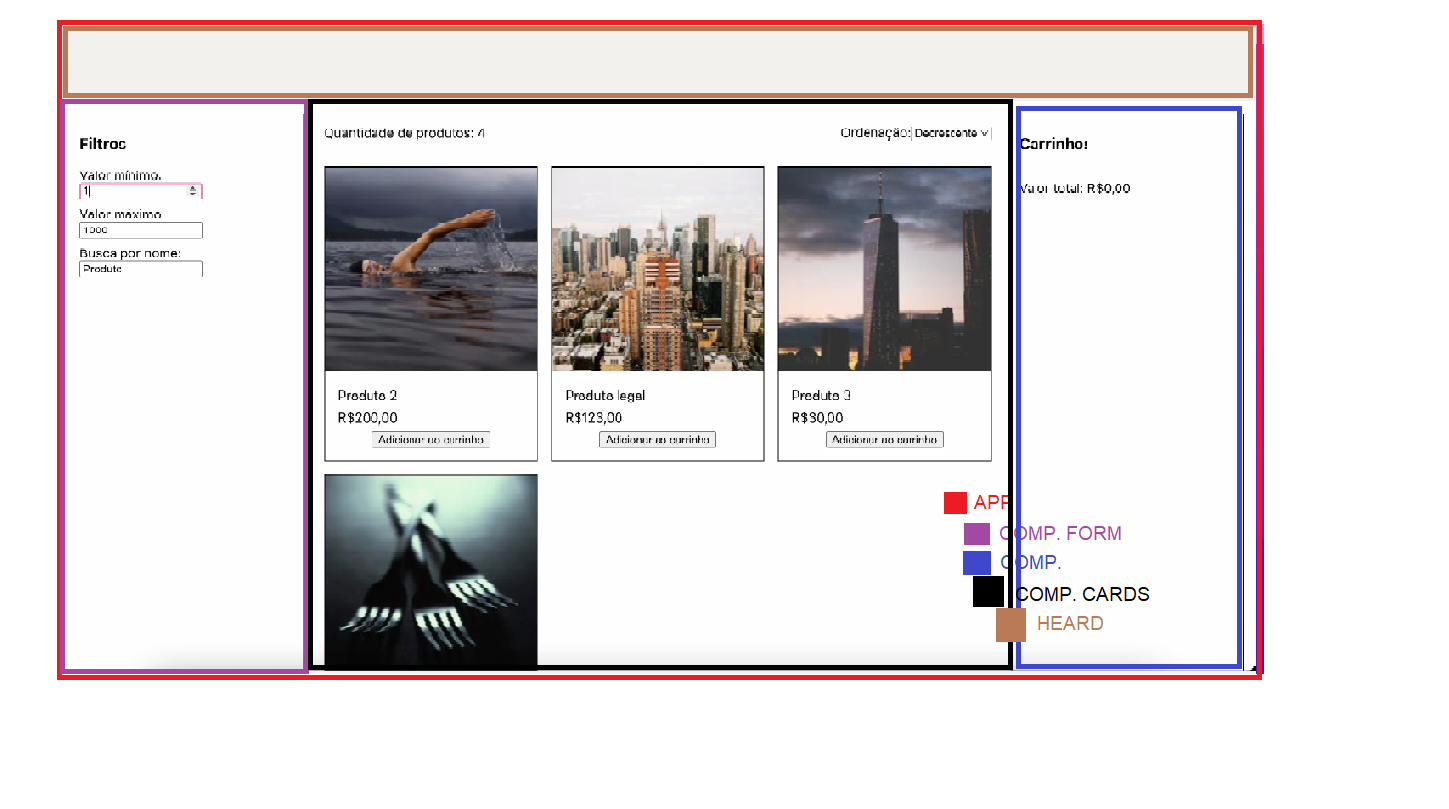 Filtros
Valor mínimo:
1
Valor máximo
1000
Busca por nome:
Produto
Quantidade de produtos: 4
Ordenação: Decrescente
Produto 2
R$200,00
Adicionar ao carrinho
Produto legal
R$123,00
Adicionar ao carrinho
Produto 3
R$30,00
Adicionar ao carrinho
Carrinho:
Valor total: R$0,00
APP
COMP. FORM
COMP.
COMP. CARDS
HEARD